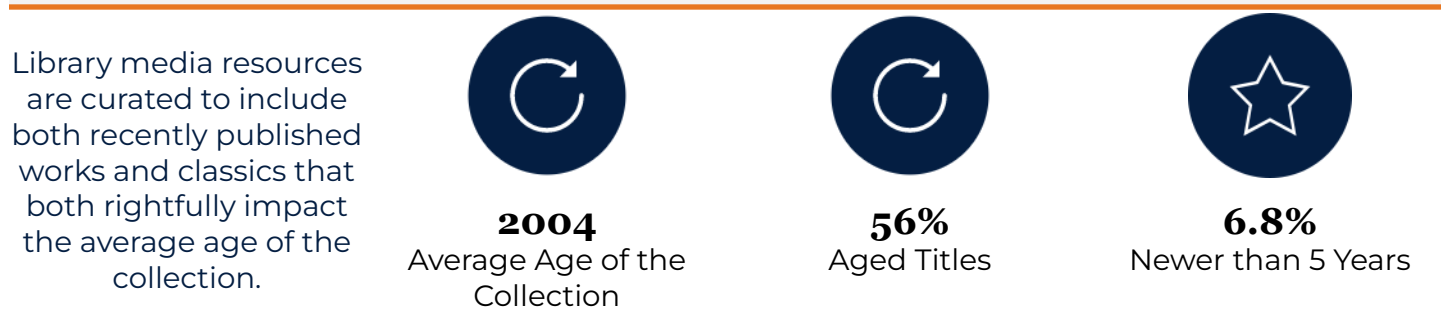 Library media resources
are curated to include
both recently published
works and classics that
both rightfully impact
the average age of the
collection.
2004
Average Age of the
Collection
56%
Aged Titles
6.8%
Newer than 5 Years